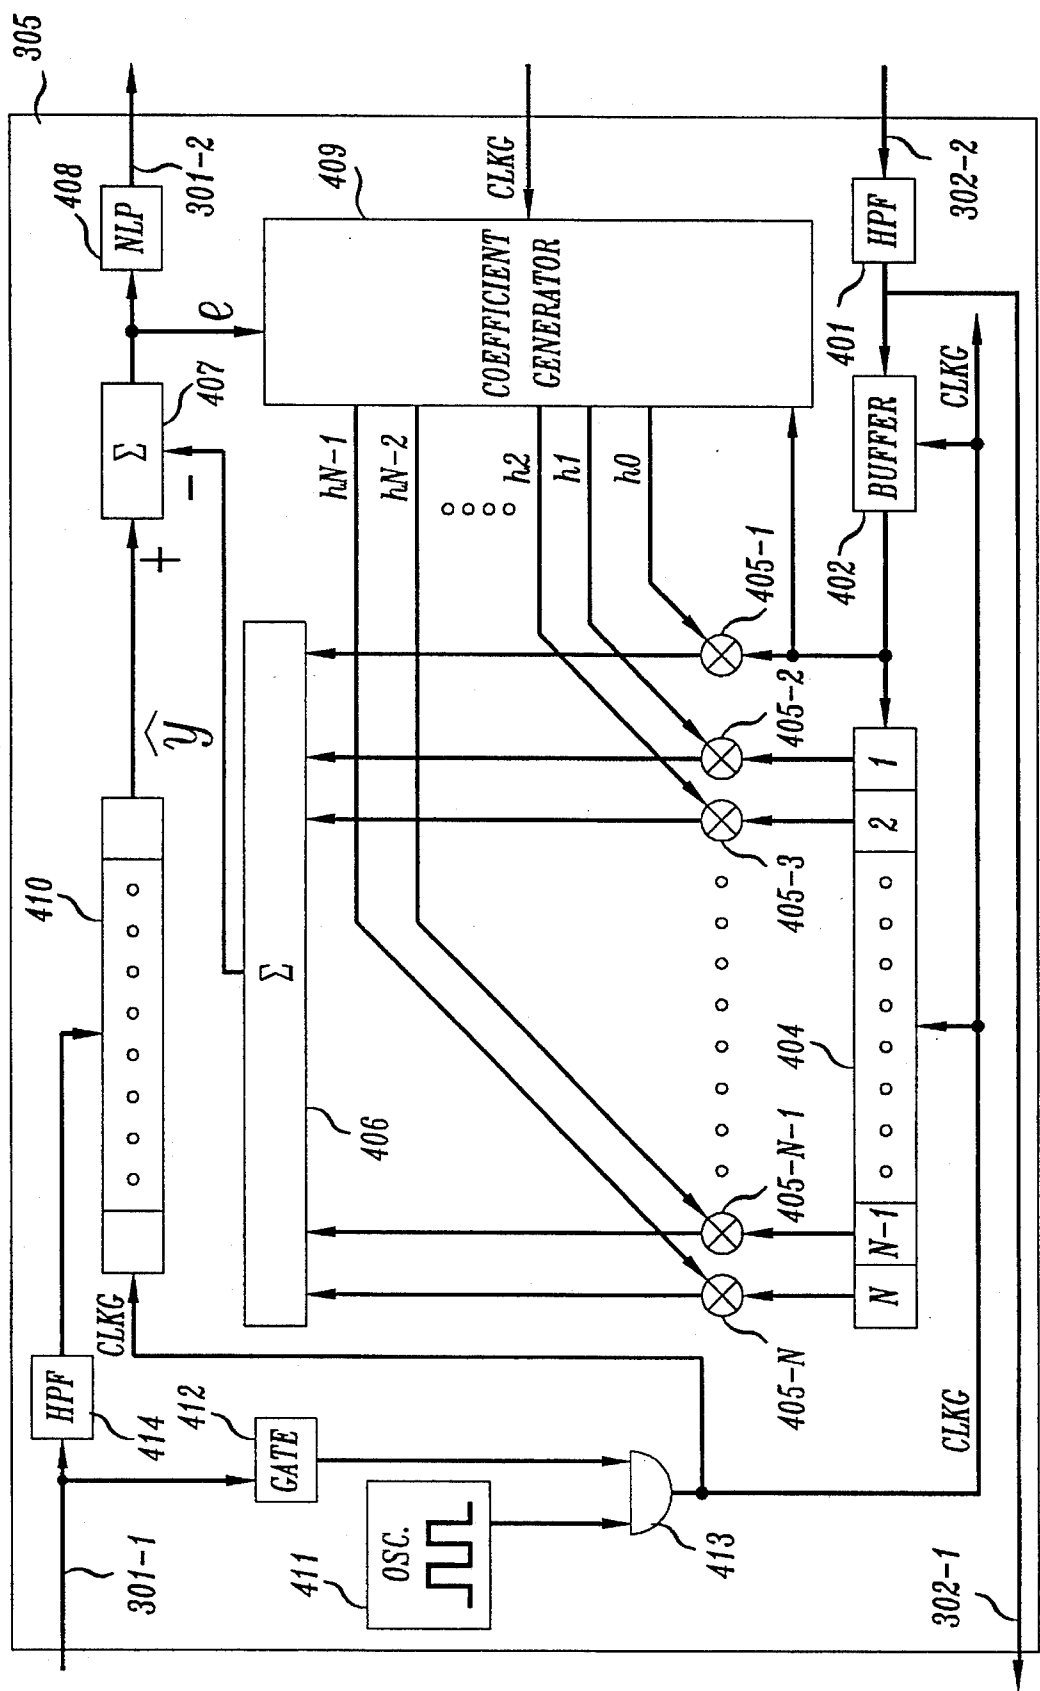 305
301-1
HPF
414
CLKG
410
ŷ
+
−
Σ
407
e
408
NLP
301-2
412
GATE
411
OSC.
413
Σ
406
hN-1
hN-2
h2
h1
h0
COEFFICIENT
GENERATOR
409
CLKG
405-N
405-N-1
405-3
405-2
405-1
404
N
N-1
2
1
402
BUFFER
401
HPF
302-2
CLKG
CLKG
302-1